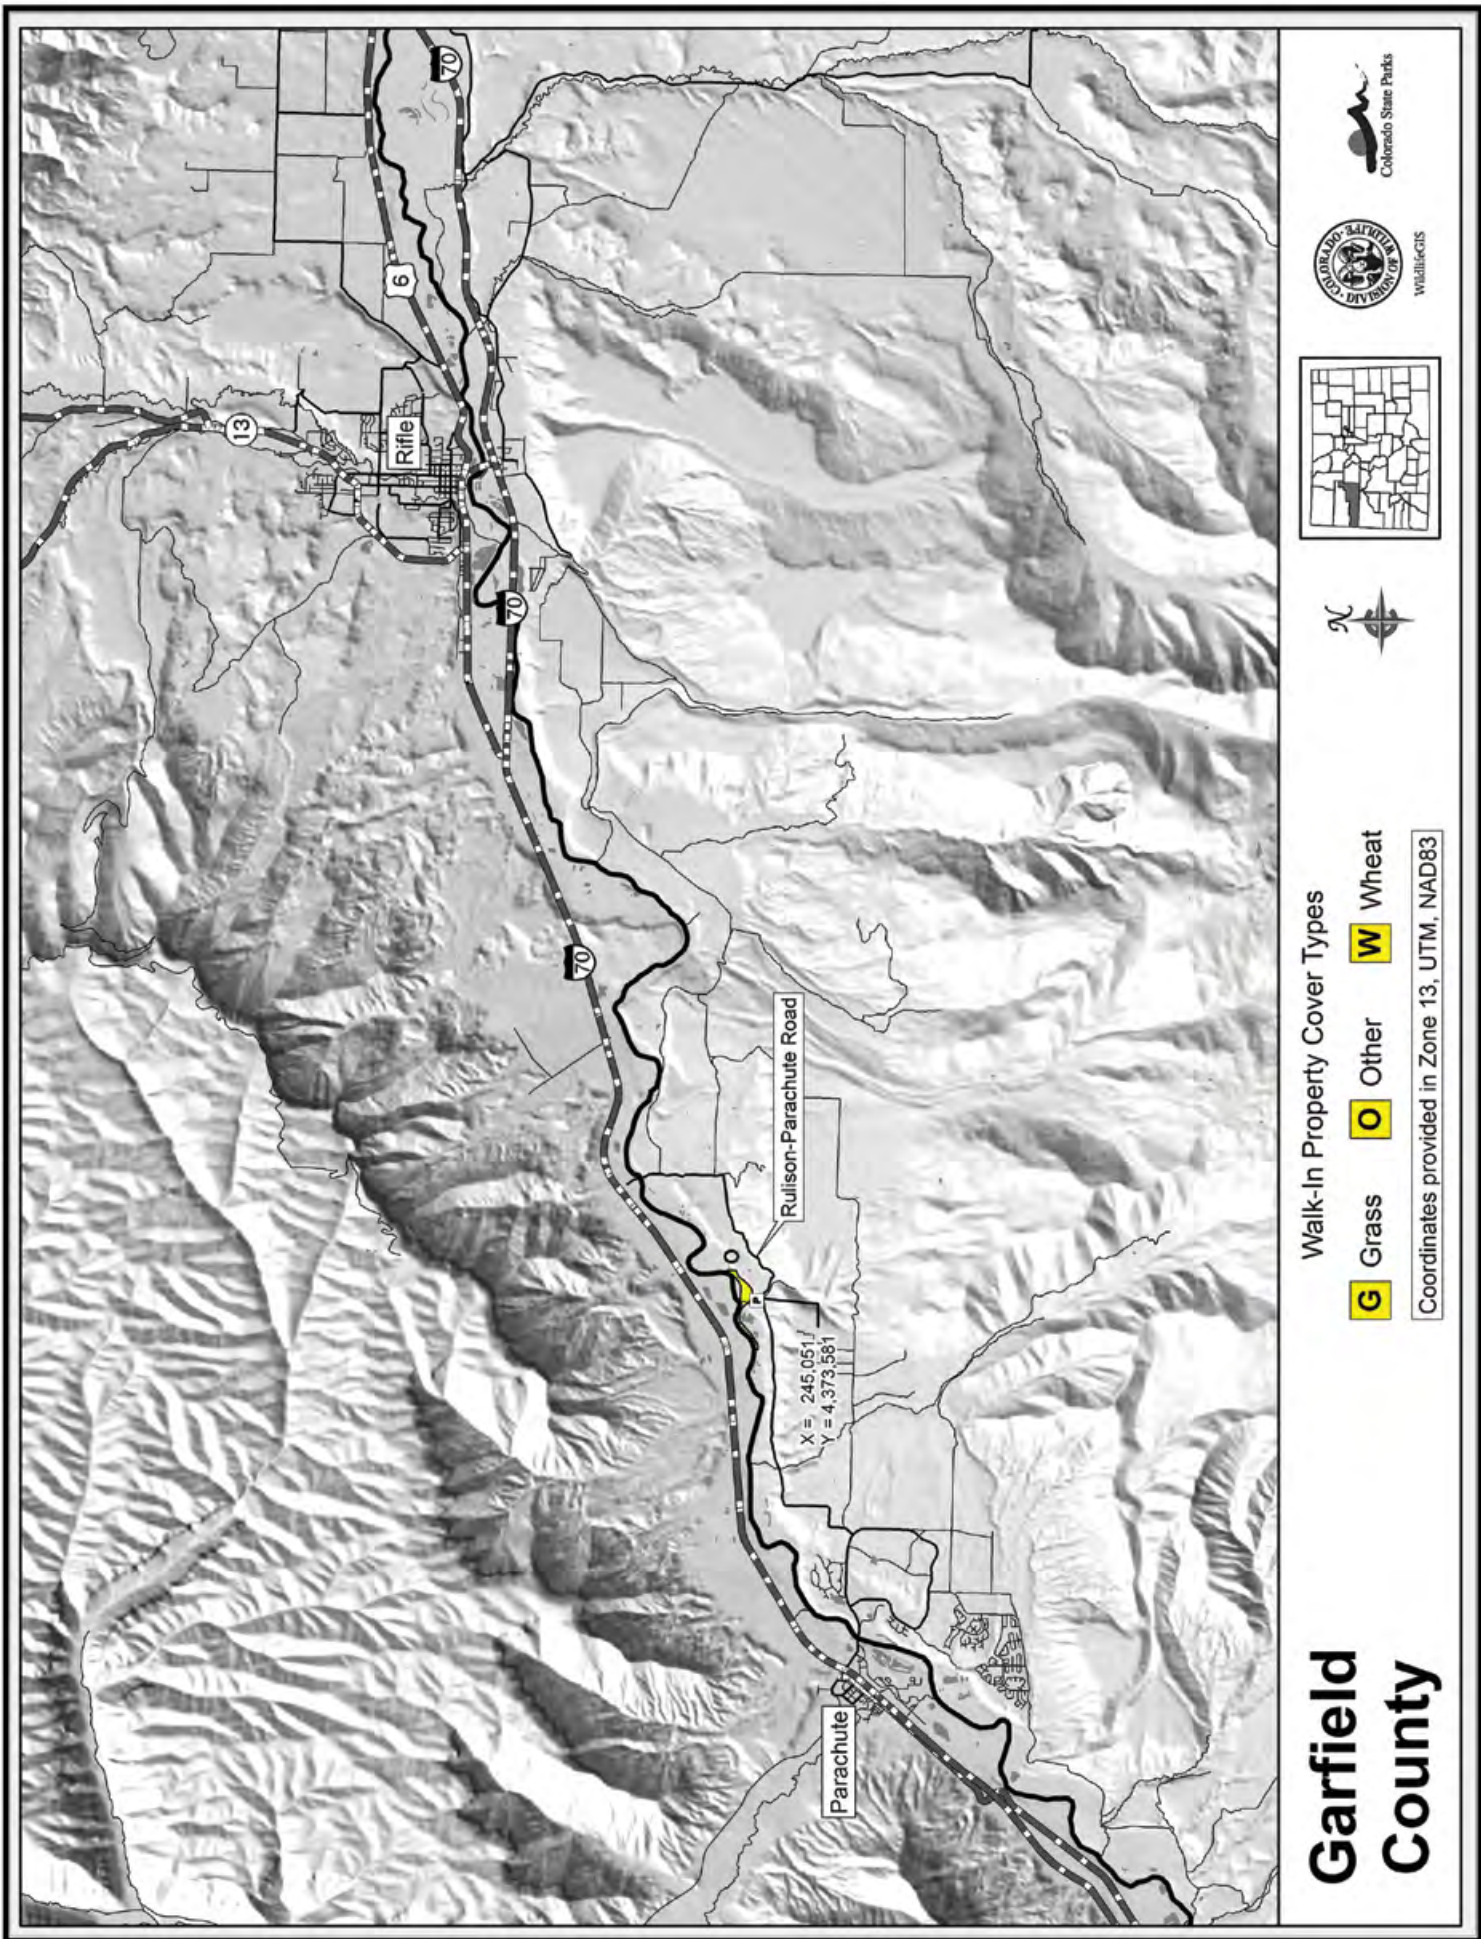 Garfield
County
Walk-In Property Cover Types
G Grass
O Other
W Wheat
Coordinates provided in Zone 13, UTM, NAD83
N
COLORADO
DIVISION OF WILDLIFE
WildlifeGIS
Colorado State Parks
Parachute
X = 245,051
Y = 4,373,581
P
O
Rulison-Parachute Road
70
70
Rifle
13
6
70